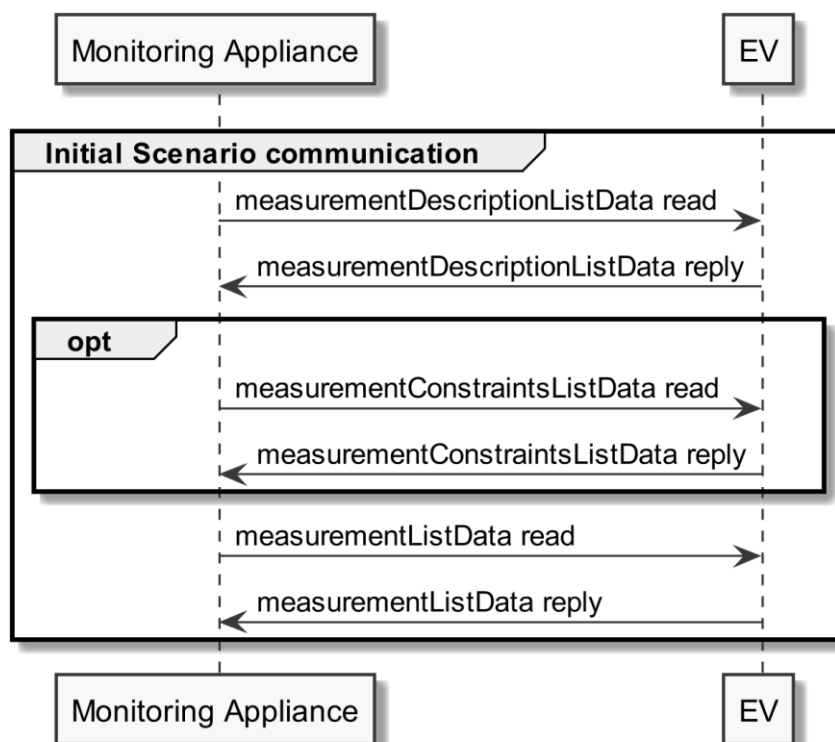 Monitoring Appliance
EV
Initial Scenario communication
measurementDescriptionListData read
measurementDescriptionListData reply
opt
measurementConstraintsListData read
measurementConstraintsListData reply
measurementListData read
measurementListData reply
Monitoring Appliance
EV